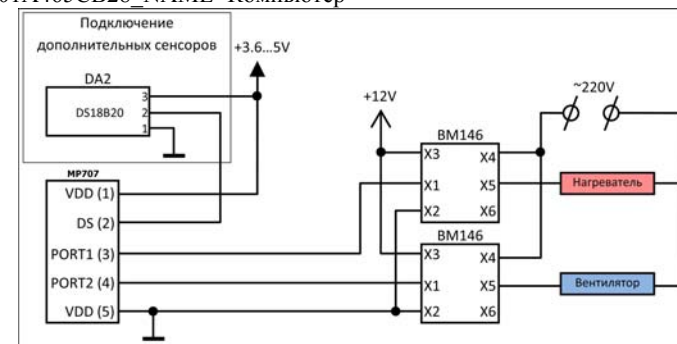 Подключение
дополнительных сенсоров
+3.6...5V
DA2
DS18B20
3
2
1
+12V
~220V
MP707
VDD (1)
DS (2)
PORT1 (3)
PORT2 (4)
VDD (5)
BM146
X3
X4
X1
X5
X2
X6
Нагреватель
BM146
X3
X4
X1
X5
X2
X6
Вентилятор